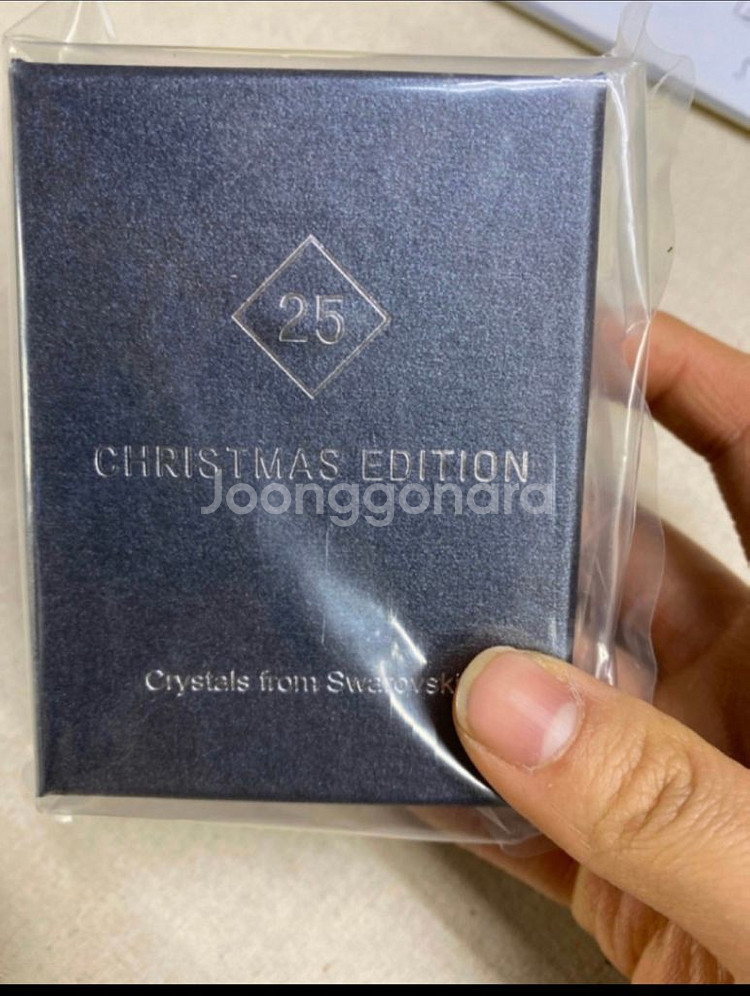 25
CHRISTMAS EDITION
Joonggonara
Crystals from Swarovski